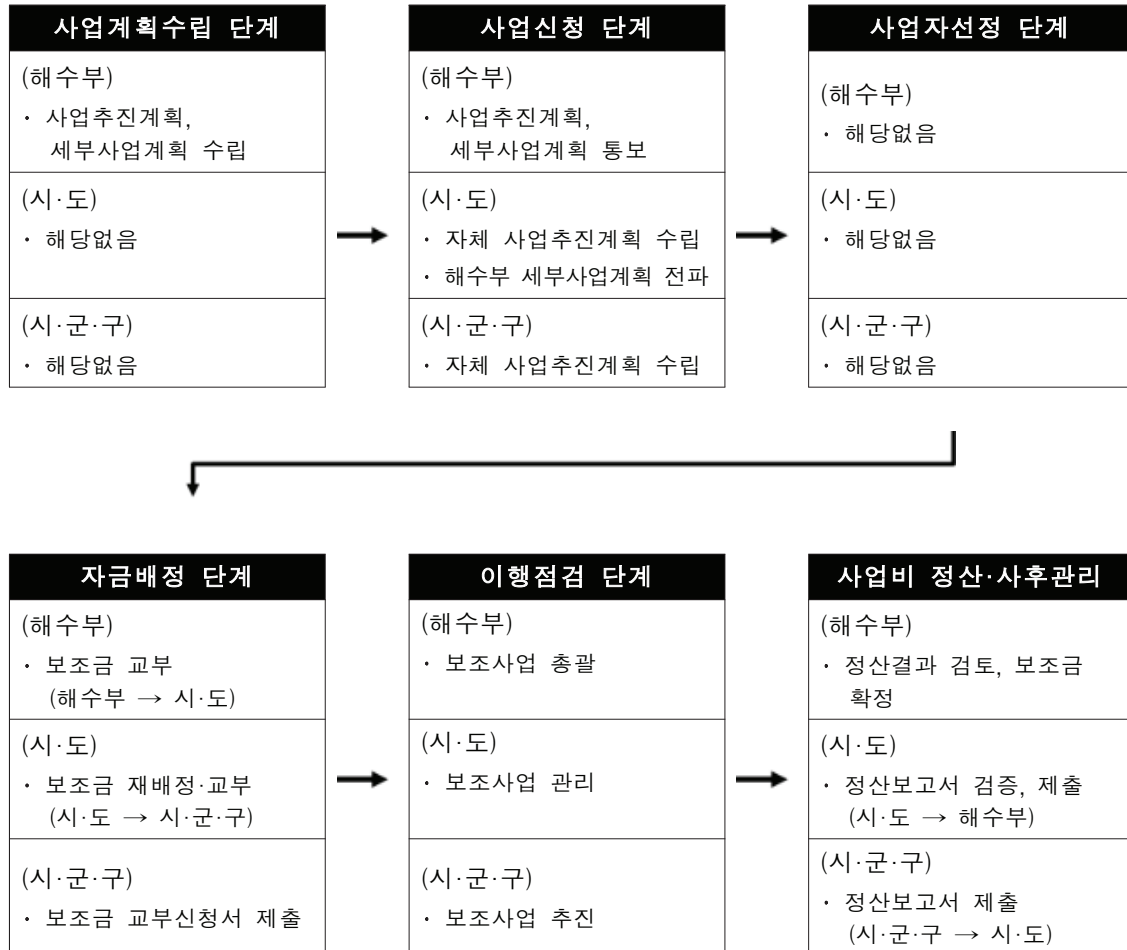 사업계획수립 단계
(해수부)
· 사업추진계획,
세부사업계획 수립
(시·도)
· 해당없음
(시·군·구)
· 해당없음
사업신청 단계
(해수부)
· 사업추진계획,
세부사업계획 통보
(시·도)
· 자체 사업추진계획 수립
· 해수부 세부사업계획 전파
(시·군·구)
· 자체 사업추진계획 수립
사업자선정 단계
(해수부)
· 해당없음
(시·도)
· 해당없음
(시·군·구)
· 해당없음
자금배정 단계
(해수부)
· 보조금 교부
(해수부 → 시·도)
(시·도)
· 보조금 재배정·교부
(시·도 → 시·군·구)
(시·군·구)
· 보조금 교부신청서 제출
이행점검 단계
(해수부)
· 보조사업 총괄
(시·도)
· 보조사업 관리
(시·군·구)
· 보조사업 추진
사업비 정산·사후관리
(해수부)
· 정산결과 검토, 보조금
확정
(시·도)
· 정산보고서 검증, 제출
(시·도 → 해수부)
(시·군·구)
· 정산보고서 제출
(시·군·구 → 시·도)